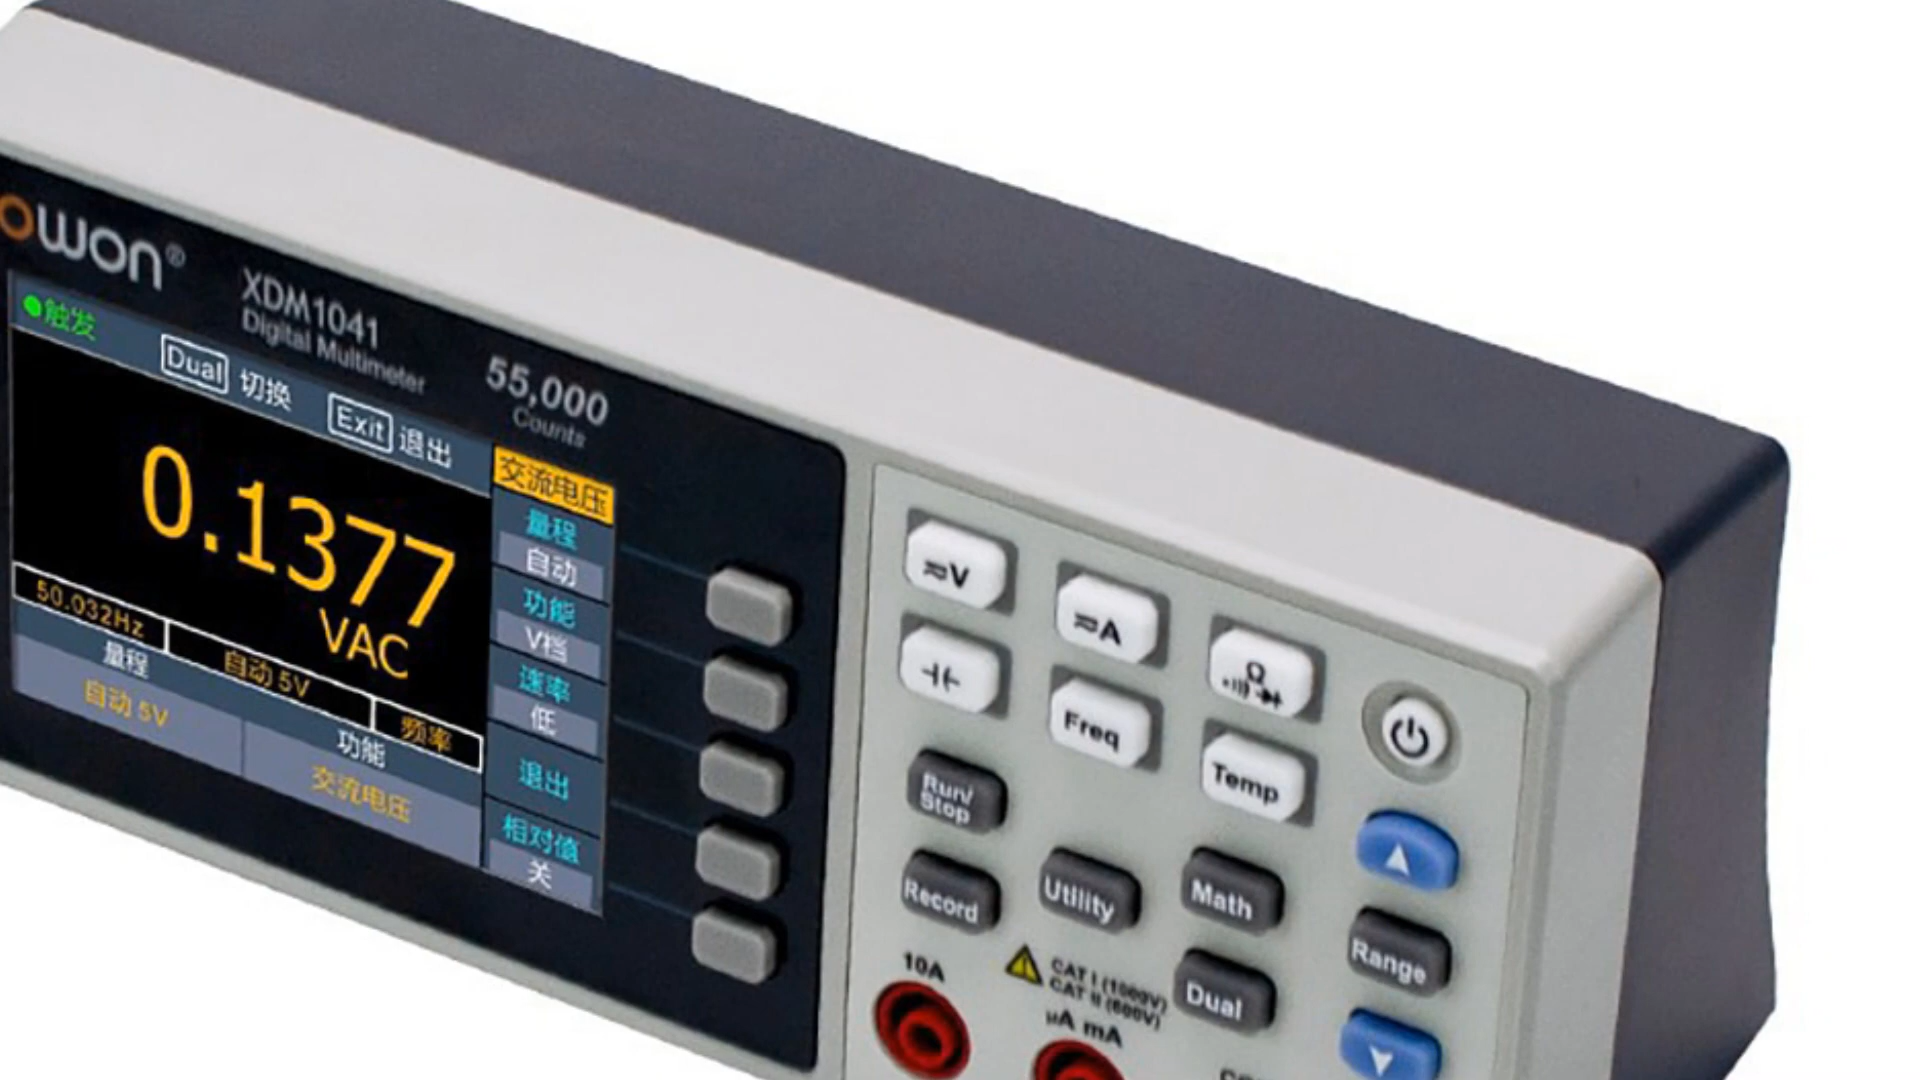 owon®
XDM1041
Digital Multimeter
55,000
Counts
触发
Dual 切换
Exit 退出
0.1377
VAC
50.032Hz
自动 5V
频率
量程
自动 5V
功能
交流电压
交流电压
量程
自动
功能
V档
速率
低
退出
相对值
关
V
A
Ω
Freq
Temp
Run/
Stop
Record
Utility
Math
Dual
Range
10A
CAT I (1000V)
CAT II (600V)
µA mA